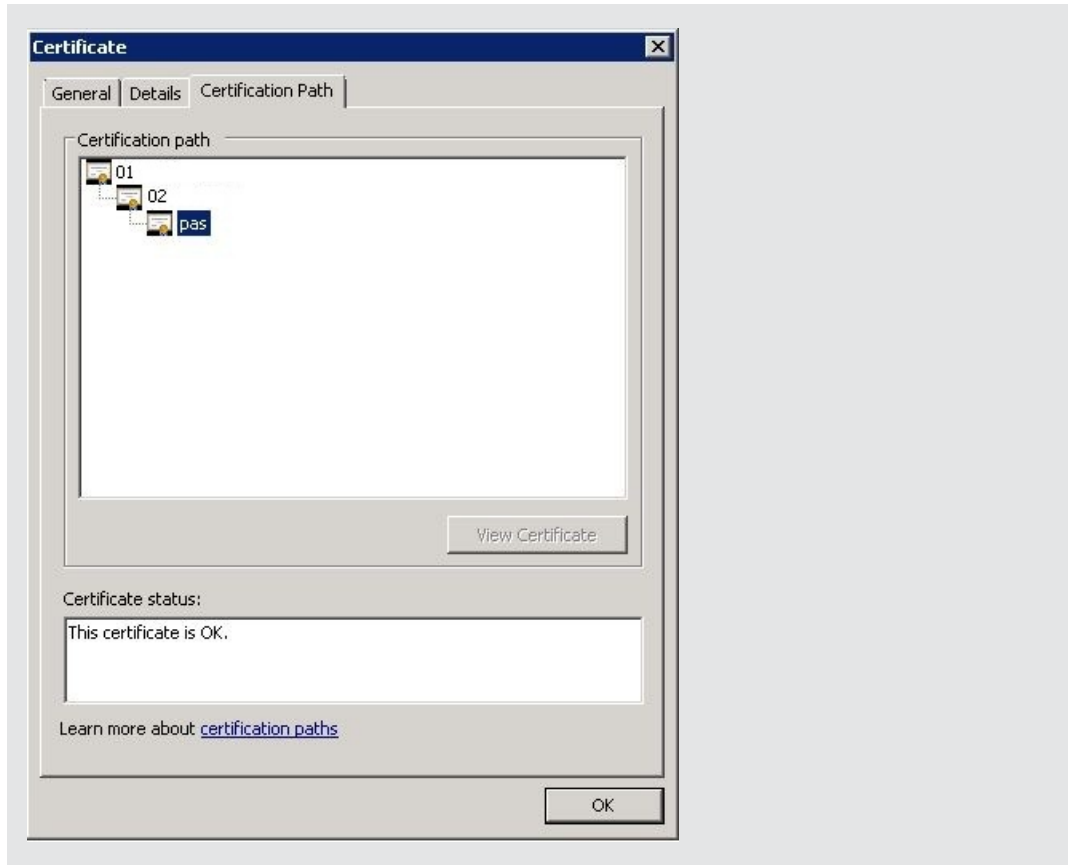 Certificate
General Details Certification Path
Certification path
01
02
pas
View Certificate
Certificate status:
This certificate is OK.
Learn more about certification paths
OK